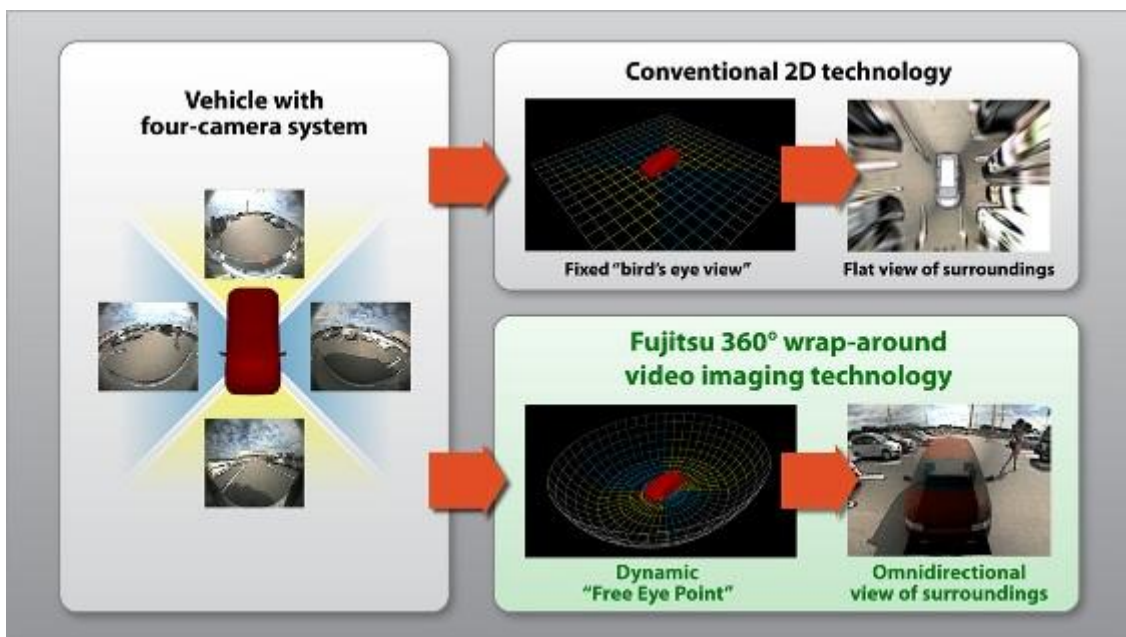 Vehicle with
four-camera system
Conventional 2D technology
Fixed "bird's eye view"
Flat view of surroundings
Fujitsu 360° wrap-around
video imaging technology
Dynamic
"Free Eye Point"
Omnidirectional
view of surroundings